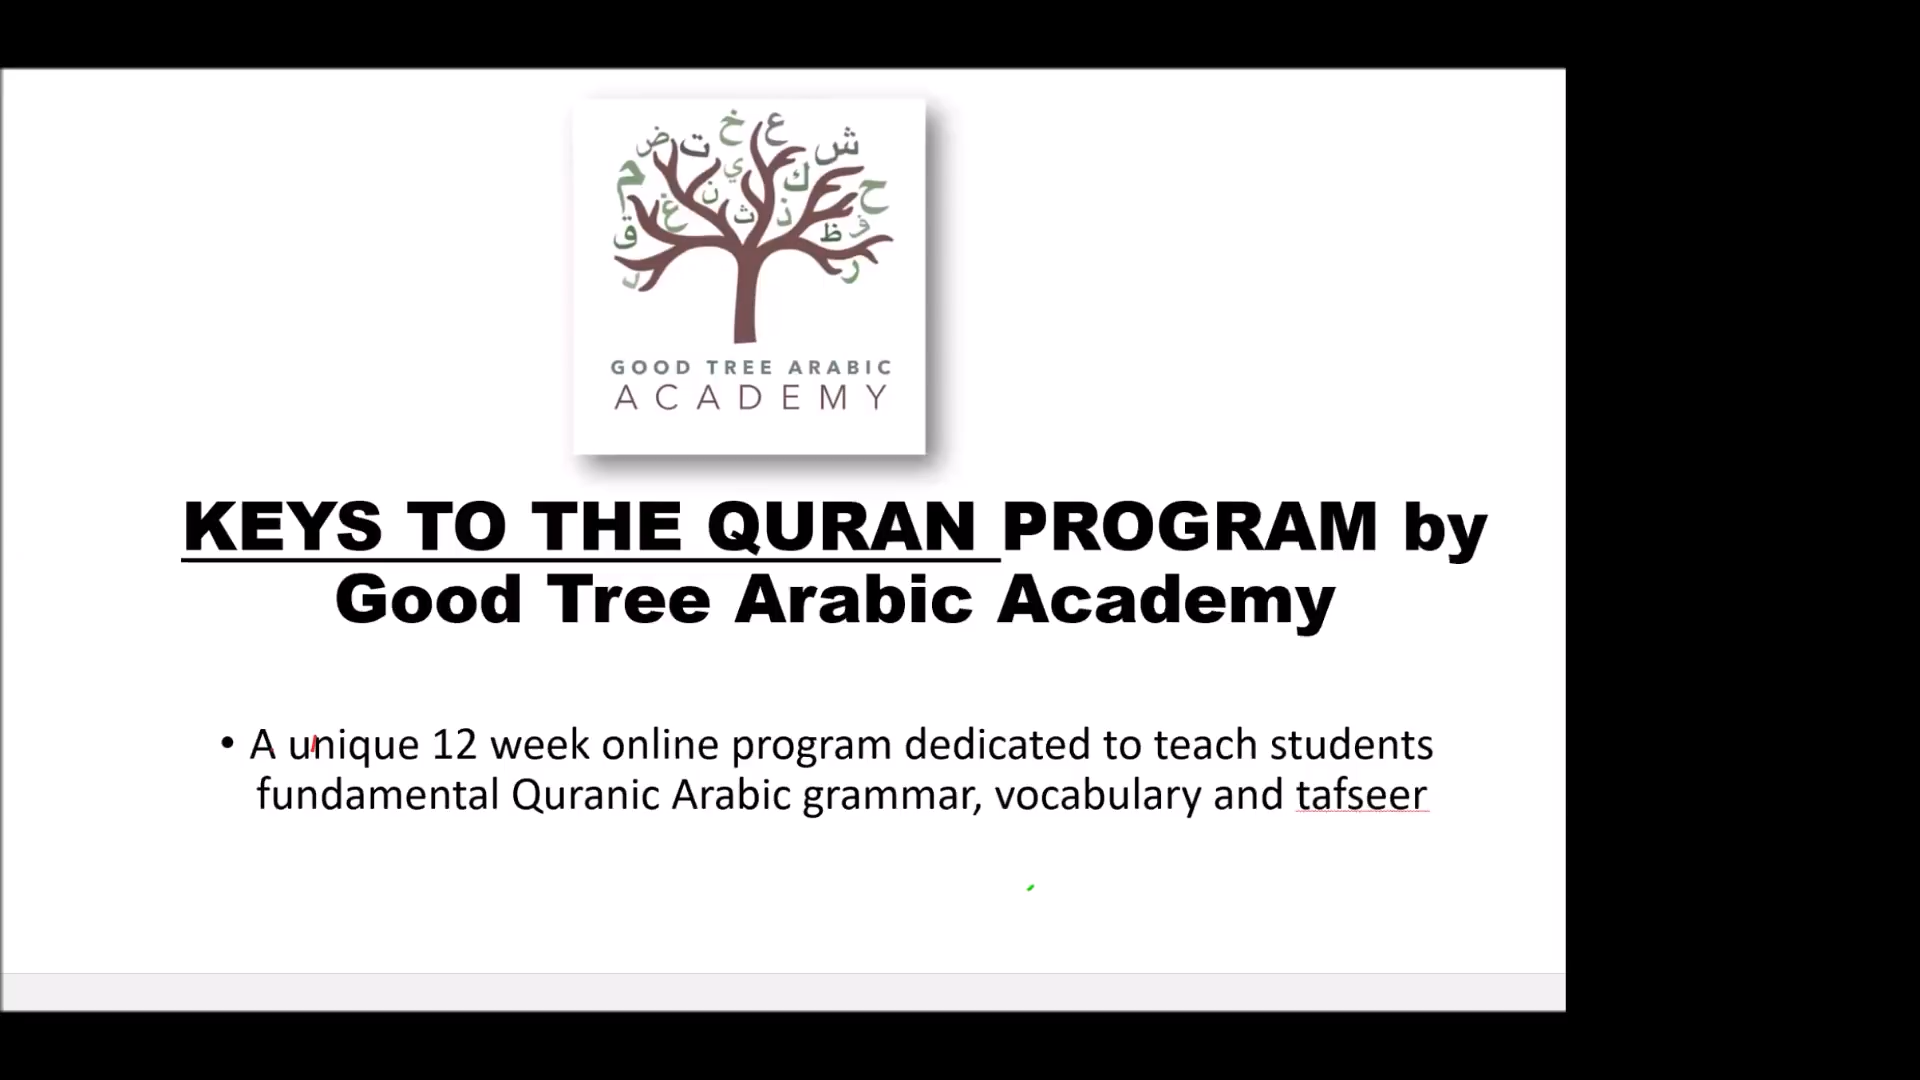 خ ع
ض ت ش
م ي ك ح
ن
ق غ ث ذ ف
ظ
د ر
GOOD TREE ARABIC
ACADEMY
KEYS TO THE QURAN PROGRAM by
Good Tree Arabic Academy
• A unique 12 week online program dedicated to teach students
fundamental Quranic Arabic grammar, vocabulary and tafseer